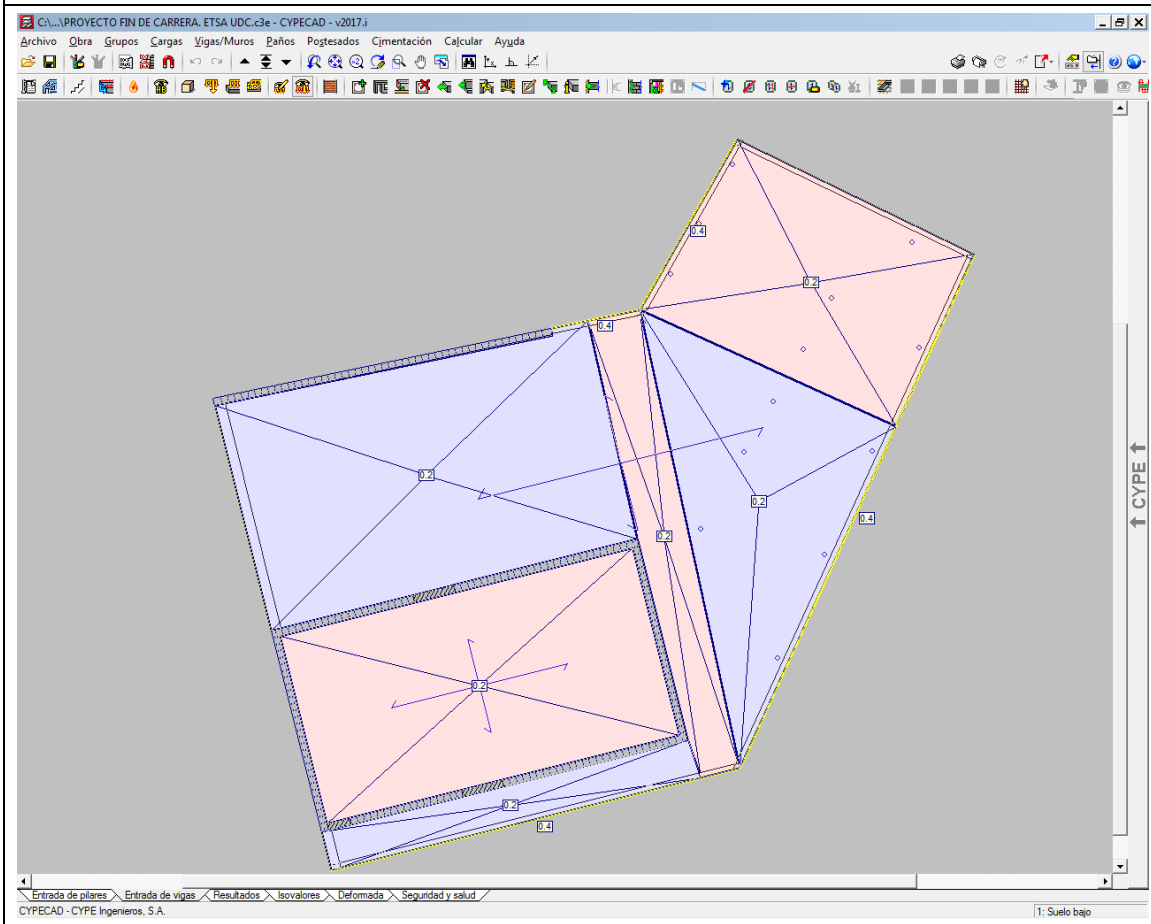 C:\...\PROYECTO FIN DE CARRERA. ETSA UDC.c3e - CYPECAD - v2017.i
Archivo Obra Grupos Cargas Vigas/Muros Paños Postesados Cimentación Calcular Ayuda
0.4
0.2
0.4
0.2
0.2
0.4
0.2
0.2
0.2
0.4
CYPE
Entrada de pilares Entrada de vigas Resultados Isovalores Deformada Seguridad y salud
CYPECAD - CYPE Ingenieros, S.A. 1: Suelo bajo